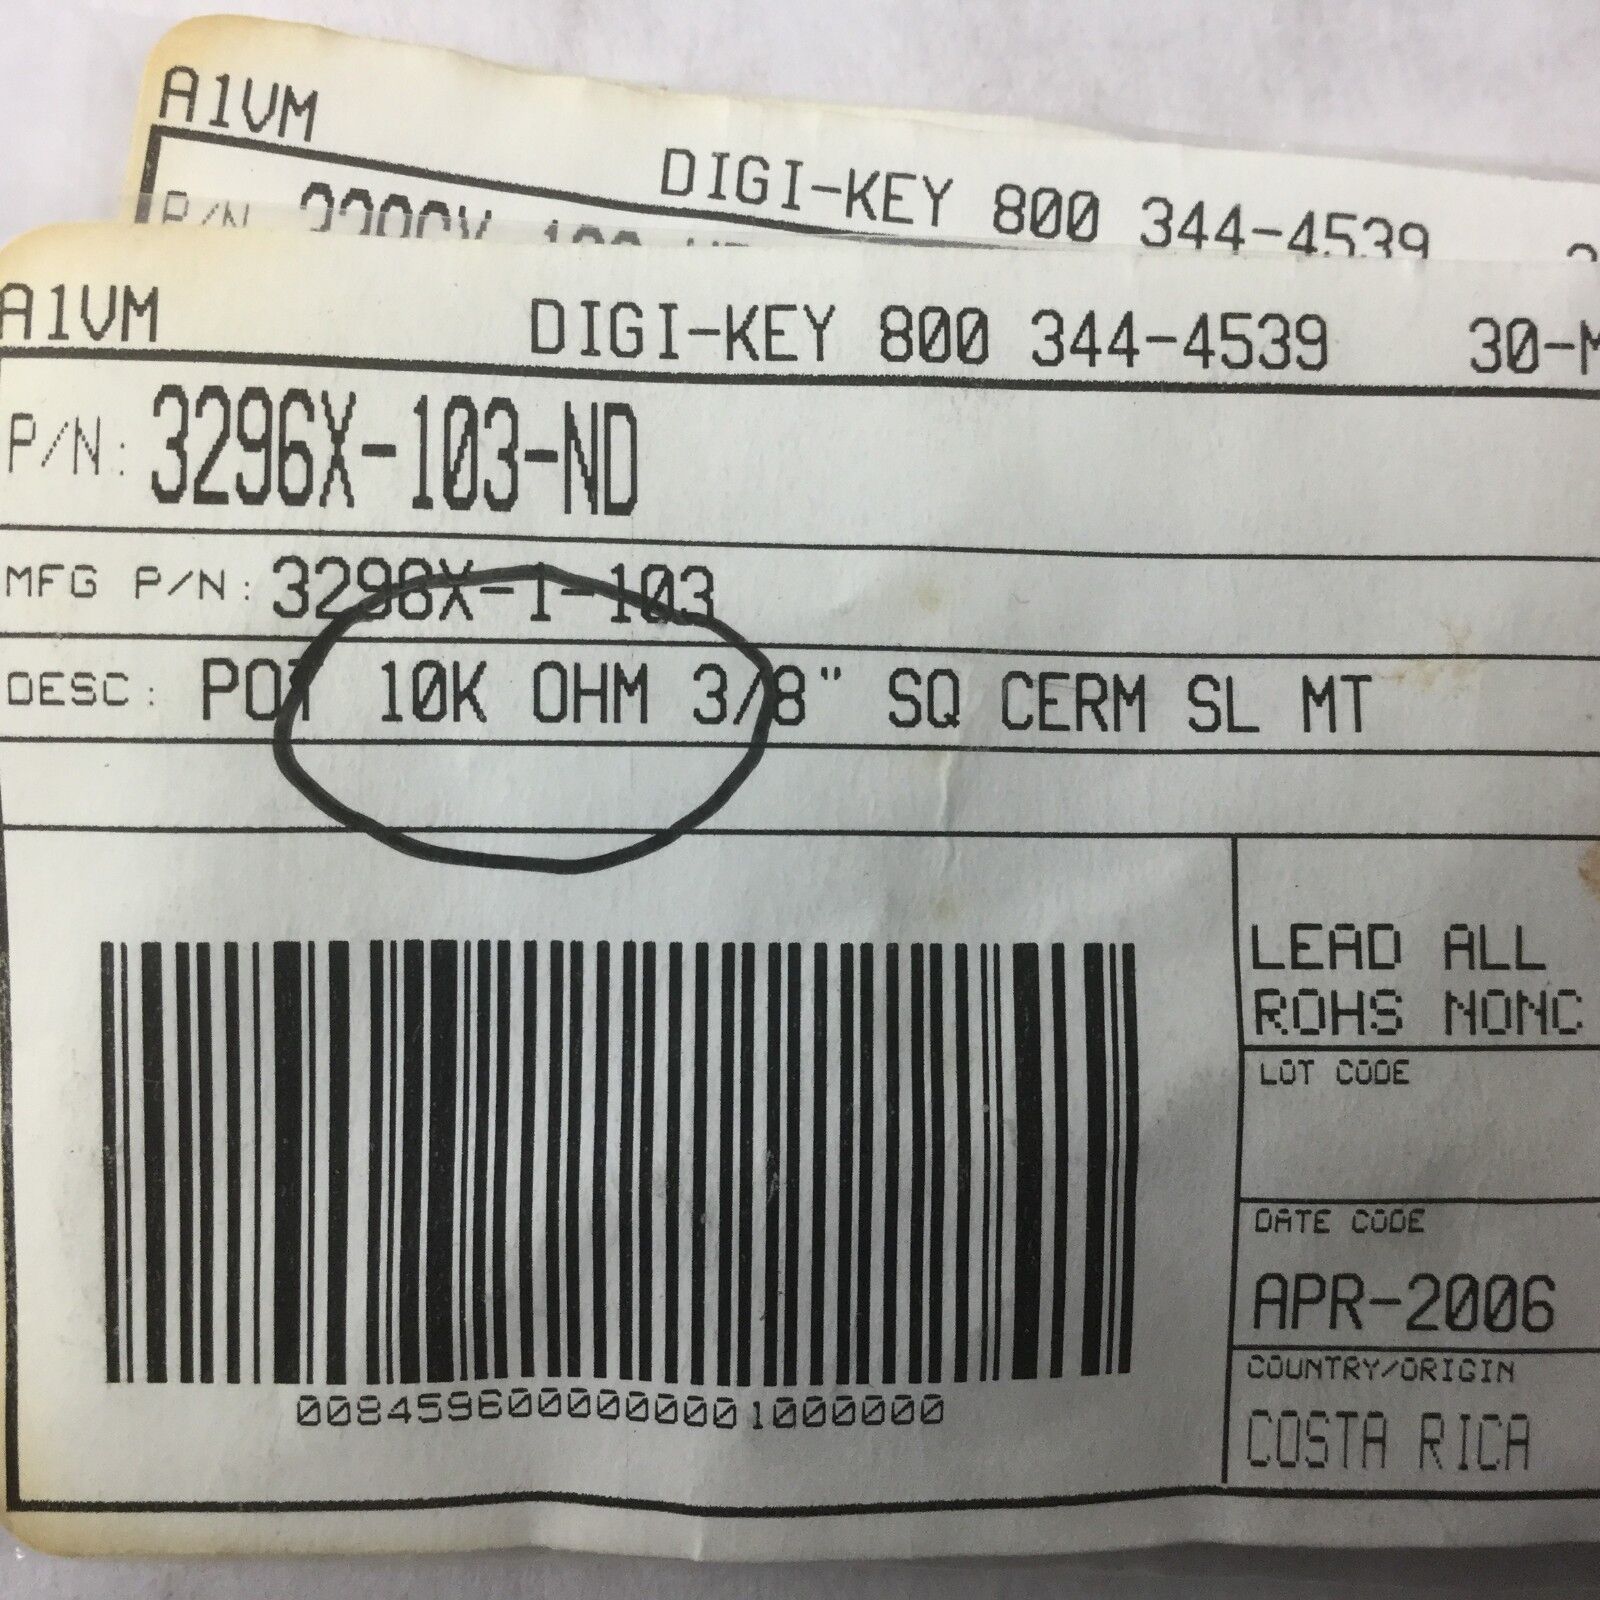 A1VM
DIGI-KEY 800 344-4539
P/N:
A1VM DIGI-KEY 800 344-4539 30-M
P/N: 3296X-103-ND
MFG P/N: 3296X-1-103
DESC: POT 10K OHM 3/8" SQ CERM SL MT
LEAD ALL
ROHS NONC
LOT CODE
DATE CODE
APR-2006
COUNTRY/ORIGIN
COSTA RICA
0084596000000001000000